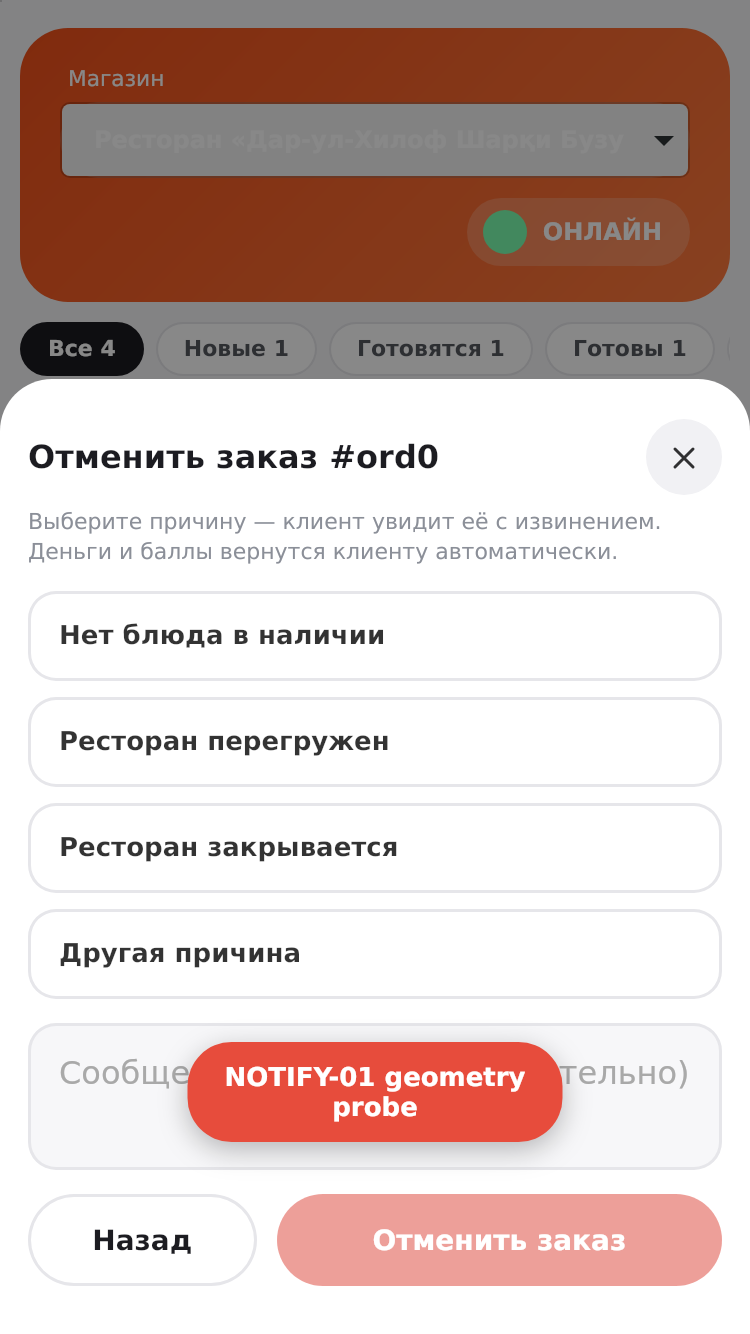 Магазин
Ресторан «Дар-ул-Хилоф Шарқи Бузу
ОНЛАЙН
Все 4
Новые 1
Готовятся 1
Готовы 1
Отменить заказ #ord0
Выберите причину — клиент увидит её с извинением.
Деньги и баллы вернутся клиенту автоматически.
Нет блюда в наличии
Ресторан перегружен
Ресторан закрывается
Другая причина
NOTIFY-01 geometry
probe
Назад
Отменить заказ